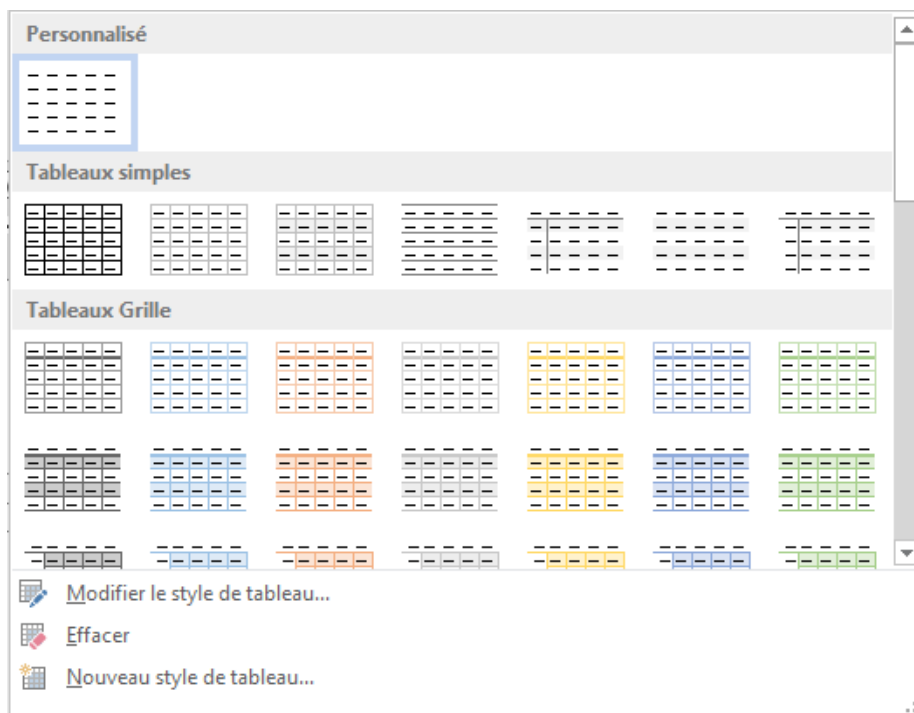 Personnalisé
Tableaux simples
Tableaux Grille
Modifier le style de tableau...
Effacer
Nouveau style de tableau...